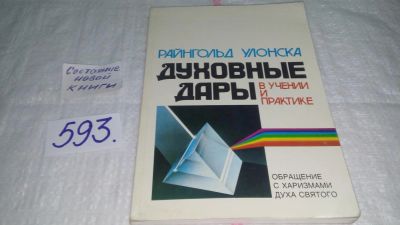 Состояние
новой
книги
593.
РАЙНГОЛЬД УЛОНСКА
ДУХОВНЫЕ
ДАРЫ
В УЧЕНИИ
И
ПРАКТИКЕ
ОБРАЩЕНИЕ
С ХАРИЗМАМИ
ДУХА СВЯТОГО